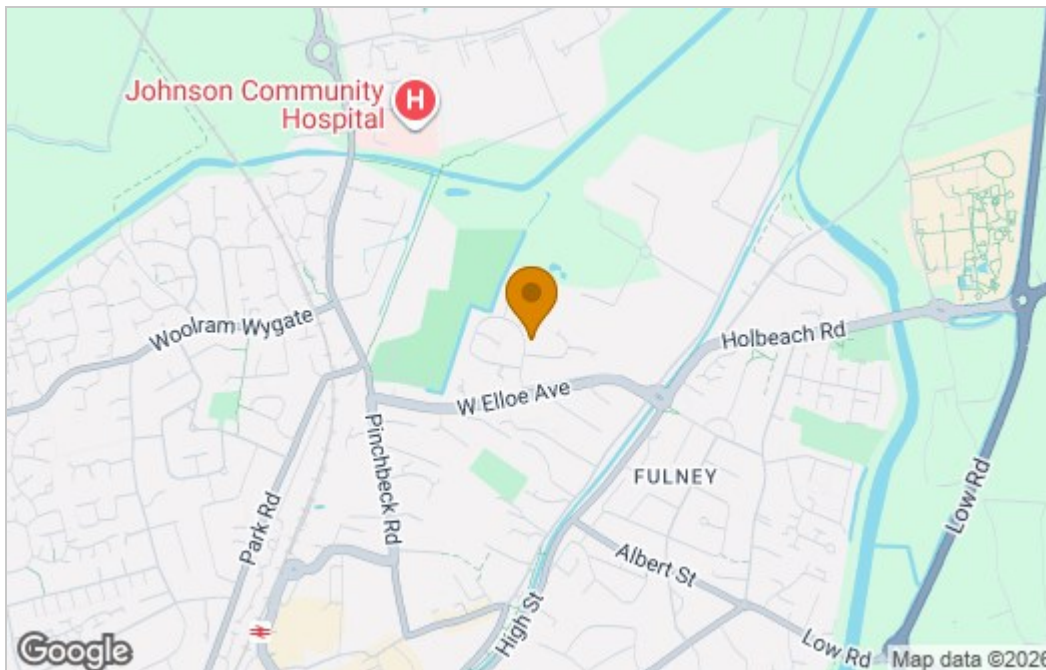 Johnson Community
Hospital
H
Woolram Wygate
Holbeach Rd
W Elloe Ave
Pinchbeck Rd
FULNEY
Park Rd
Low Rd
Albert St
High St
Low Rd
Google
Map data ©2026